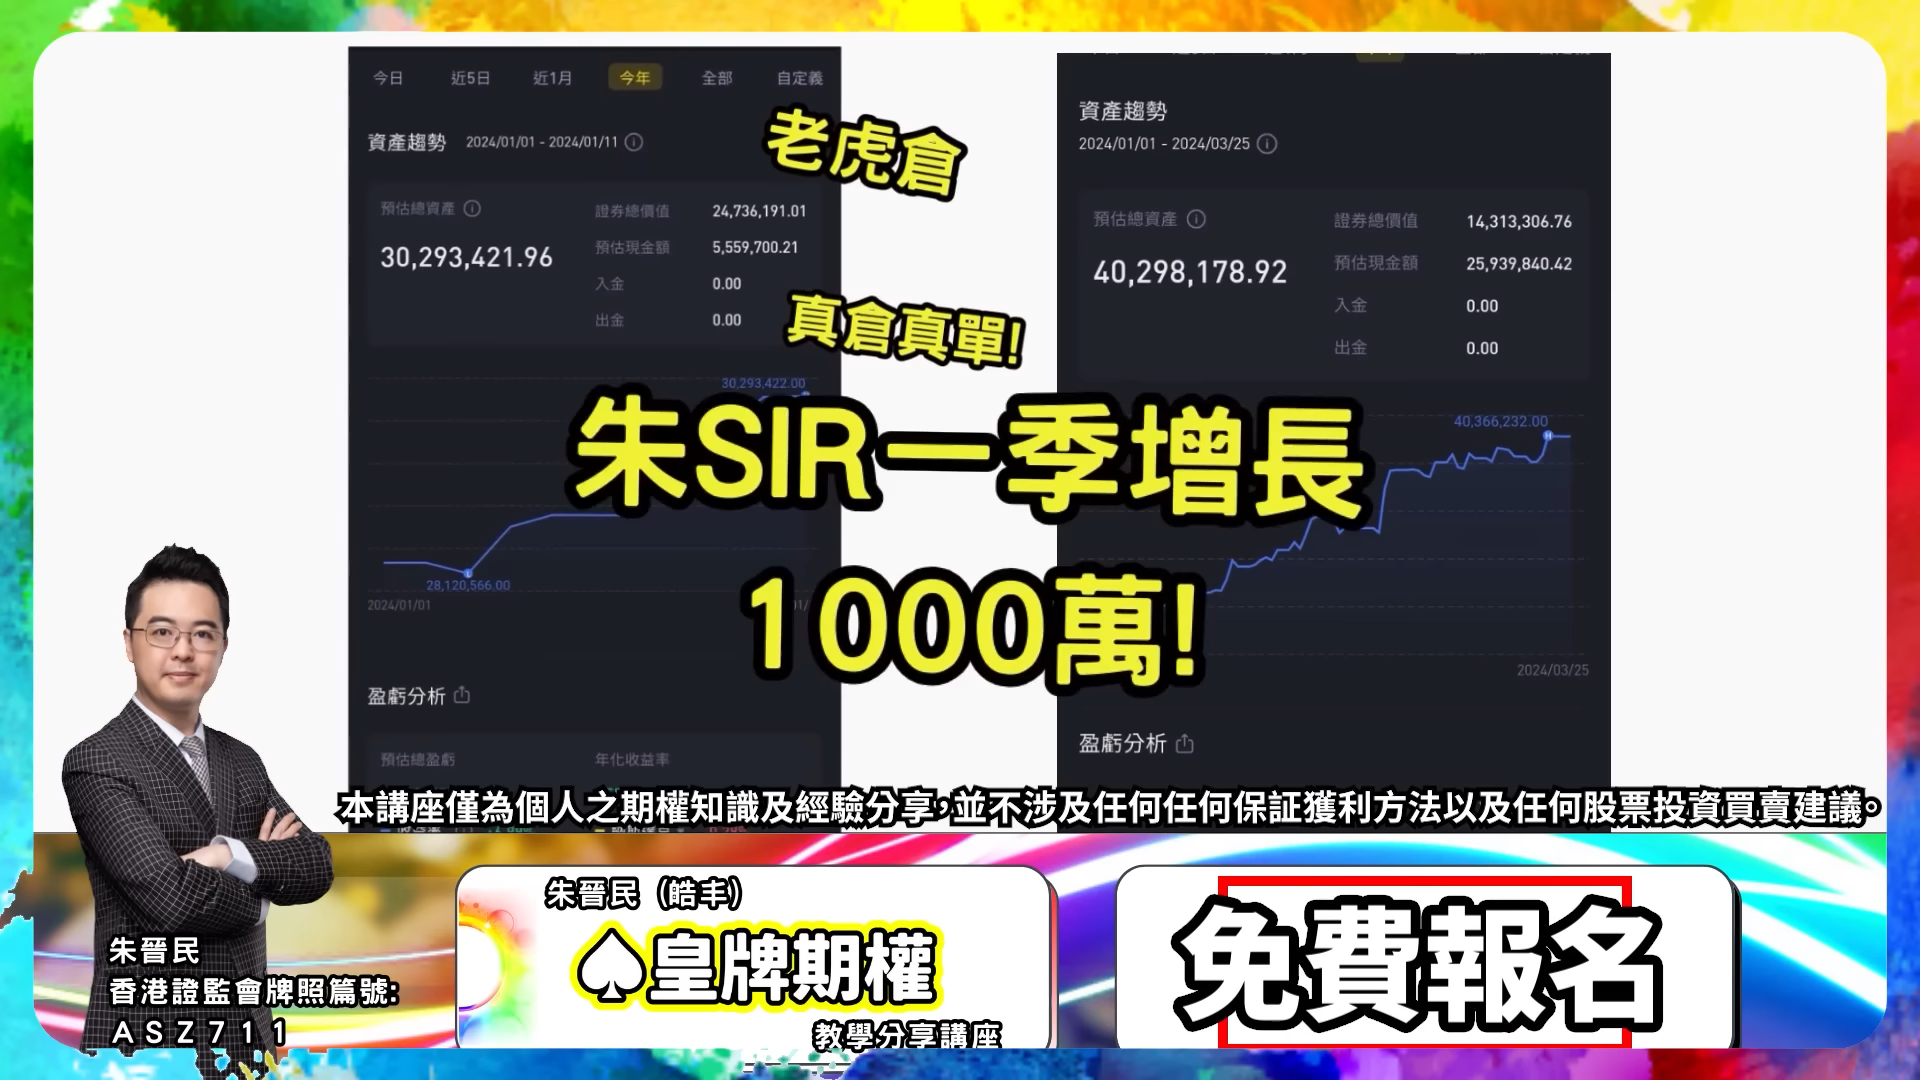 今日 近5日 近1月 今年 全部 自定義
資產趨勢 2024/01/01 - 2024/01/11
預估總資產
30,293,421.96
證券總價值 24,736,191.01
預估現金額 5,559,700.21
入金 0.00
出金 0.00
30,293,422.00
28,120,566.00
2024/01/01
盈虧分析
預估總盈虧 年化收益率
老虎倉
真倉真單!
資產趨勢
2024/01/01 - 2024/03/25
預估總資產
40,298,178.92
證券總價值 14,313,306.76
預估現金額 25,939,840.42
入金 0.00
出金 0.00
40,366,232.00
2024/03/25
盈虧分析
朱SIR一季增長
1000萬!
本講座僅為個人之期權知識及經驗分享,並不涉及任何任何保証獲利方法以及任何股票投資買賣建議。
朱晉民
香港證監會牌照篇號:
ASZ711
朱晉民（皓丰）
♠皇牌期權
教學分享講座
免費報名